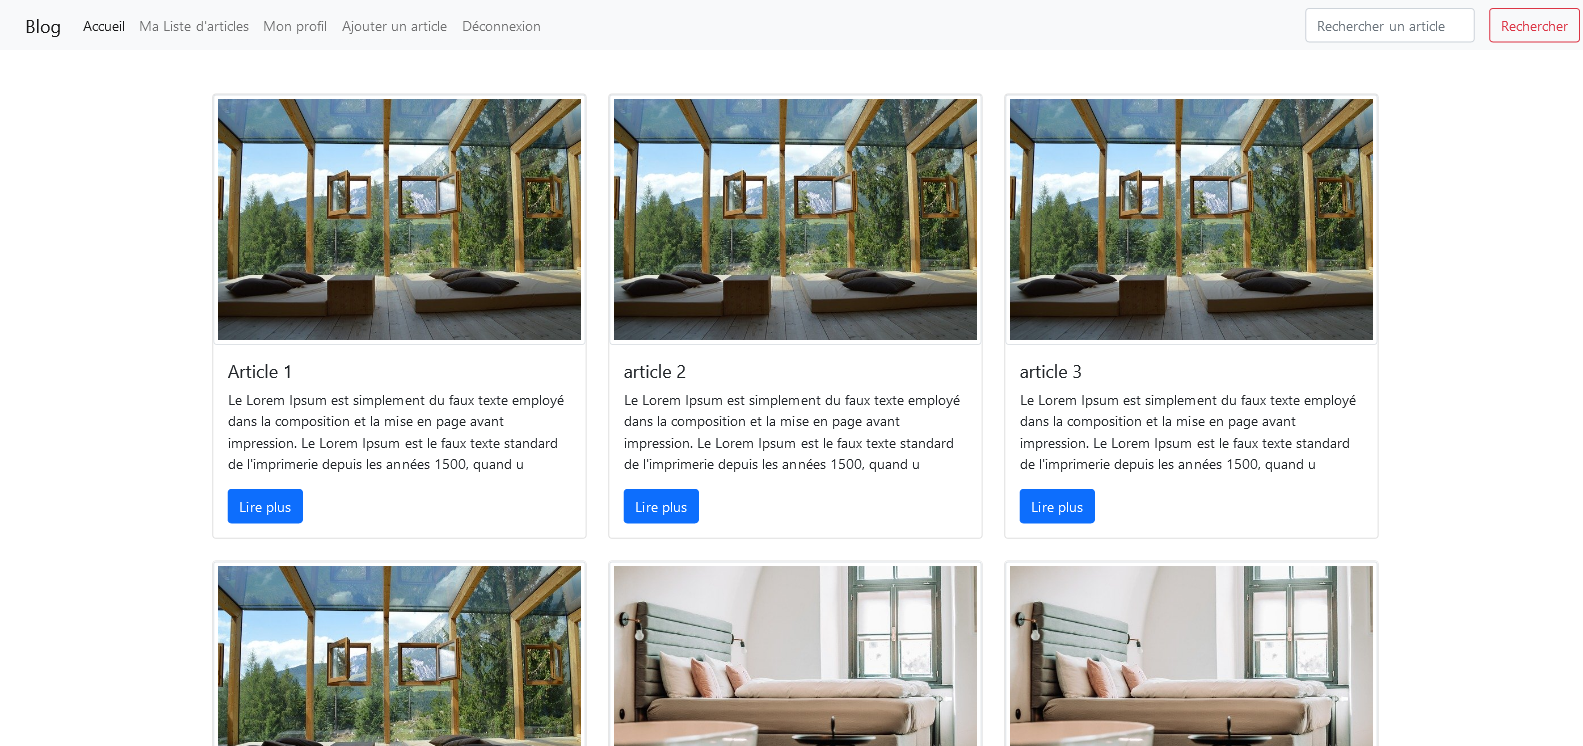 Blog Accueil Ma Liste d'articles Mon profil Ajouter un article Déconnexion Rechercher un article Rechercher
Article 1
Le Lorem Ipsum est simplement du faux texte employé
dans la composition et la mise en page avant
impression. Le Lorem Ipsum est le faux texte standard
de l'imprimerie depuis les années 1500, quand u
Lire plus
article 2
Le Lorem Ipsum est simplement du faux texte employé
dans la composition et la mise en page avant
impression. Le Lorem Ipsum est le faux texte standard
de l'imprimerie depuis les années 1500, quand u
Lire plus
article 3
Le Lorem Ipsum est simplement du faux texte employé
dans la composition et la mise en page avant
impression. Le Lorem Ipsum est le faux texte standard
de l'imprimerie depuis les années 1500, quand u
Lire plus